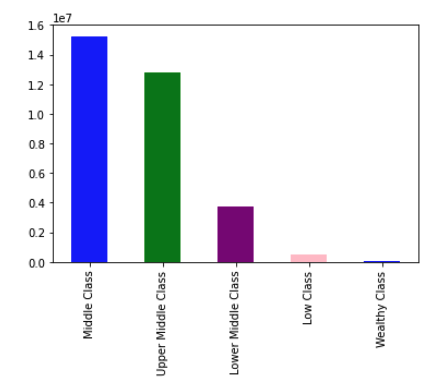 1e7
1.6
1.4
1.2
1.0
0.8
0.6
0.4
0.2
0.0
Middle Class
Upper Middle Class
Lower Middle Class
Low Class
Wealthy Class